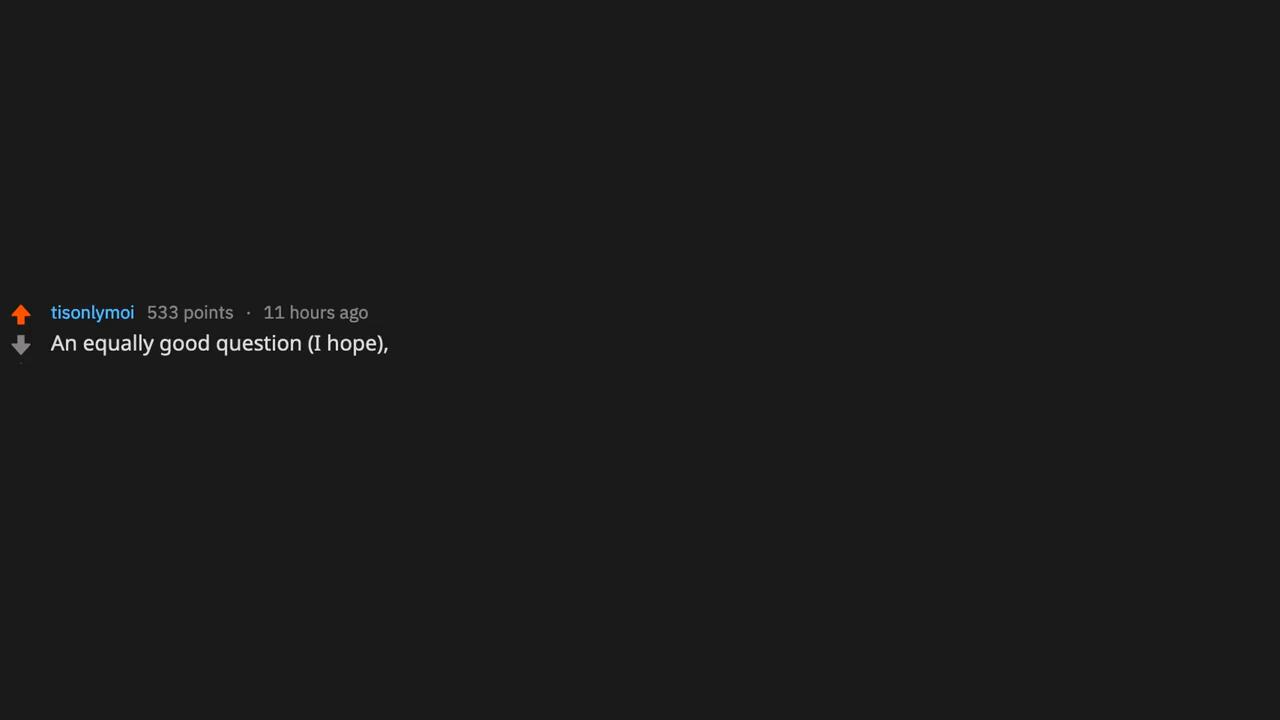 tisonlymoi 533 points · 11 hours ago
An equally good question (I hope),